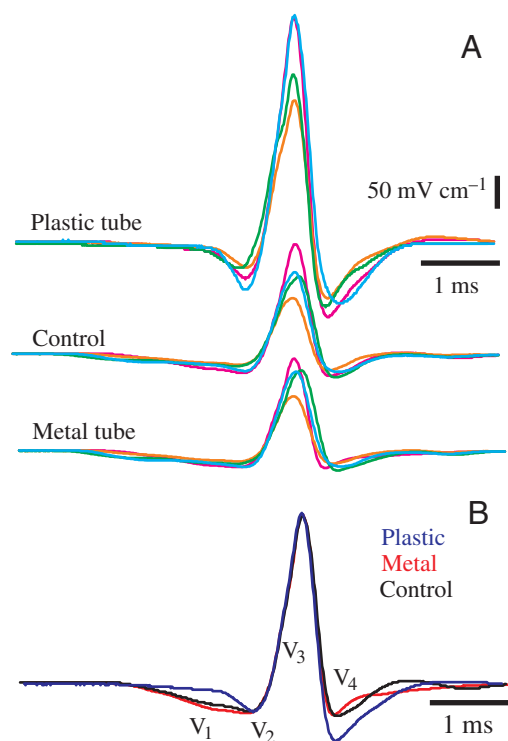 A
50 mV cm⁻¹
Plastic tube
1 ms
Control
Metal tube
B
Plastic
Metal
Control
V₃
V₄
V₁
V₂
1 ms